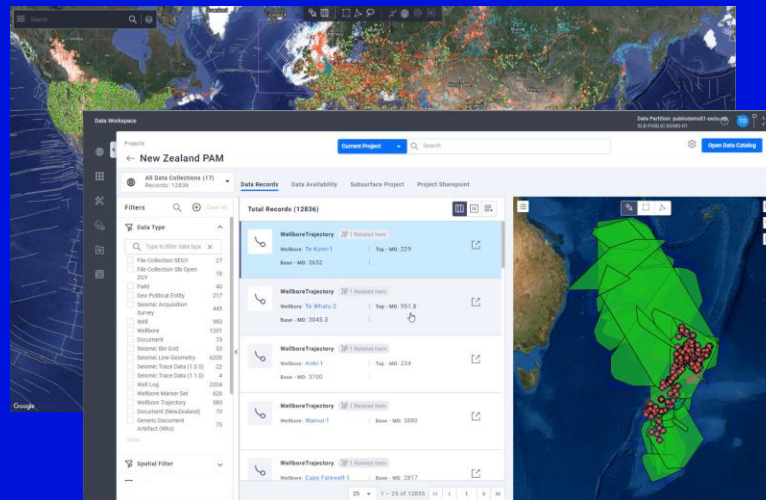 Search
Data Workspace
Data Partition: publicdemo01-
SLB-PUBLIC-DEMO-01
Projects
← New Zealand PAM
Current Project
Search
Open Data Catalog
All Data Collections (17)
Records: 12836
Data Records
Data Availability
Subsurface Project
Project Sharepoint
Filters
Clear All
Data Type
Type to filter data type
File Collection SEGY 27
File Collection Slb Open
ZGY 18
Field 40
Geo Political Entity 217
Seismic Acquisition
Survey 445
Well 983
Wellbore 1201
Document 73
Seismic Bin Grid 53
Seismic Line Geometry 6200
Seismic Trace Data (1.0.0) 22
Seismic Trace Data (1.1.0) 4
Well Log 2204
Wellbore Marker Set 626
Wellbore Trajectory 580
Document (NewZealand) 70
Generic Document
Artefact (Wks) 73
Spatial Filter
Total Records (12836)
WellboreTrajectory 1 Related Item
Wellbore: Te Kumi-1 | Top - MD: 229
Base - MD: 3652
WellboreTrajectory 1 Related Item
Wellbore: Te Whatu-2 | Top - MD: 951.8
Base - MD: 3045.3
WellboreTrajectory 1 Related Item
Wellbore: Ariki-1 | Top - MD: 234
Base - MD: 3700
WellboreTrajectory 1 Related Item
Wellbore: Wainui-1 | Base - MD: 3880
WellboreTrajectory 1 Related Item
Wellbore: Cape Farewell-1 | Base - MD: 2817
25 1 – 25 of 12836 1
Google